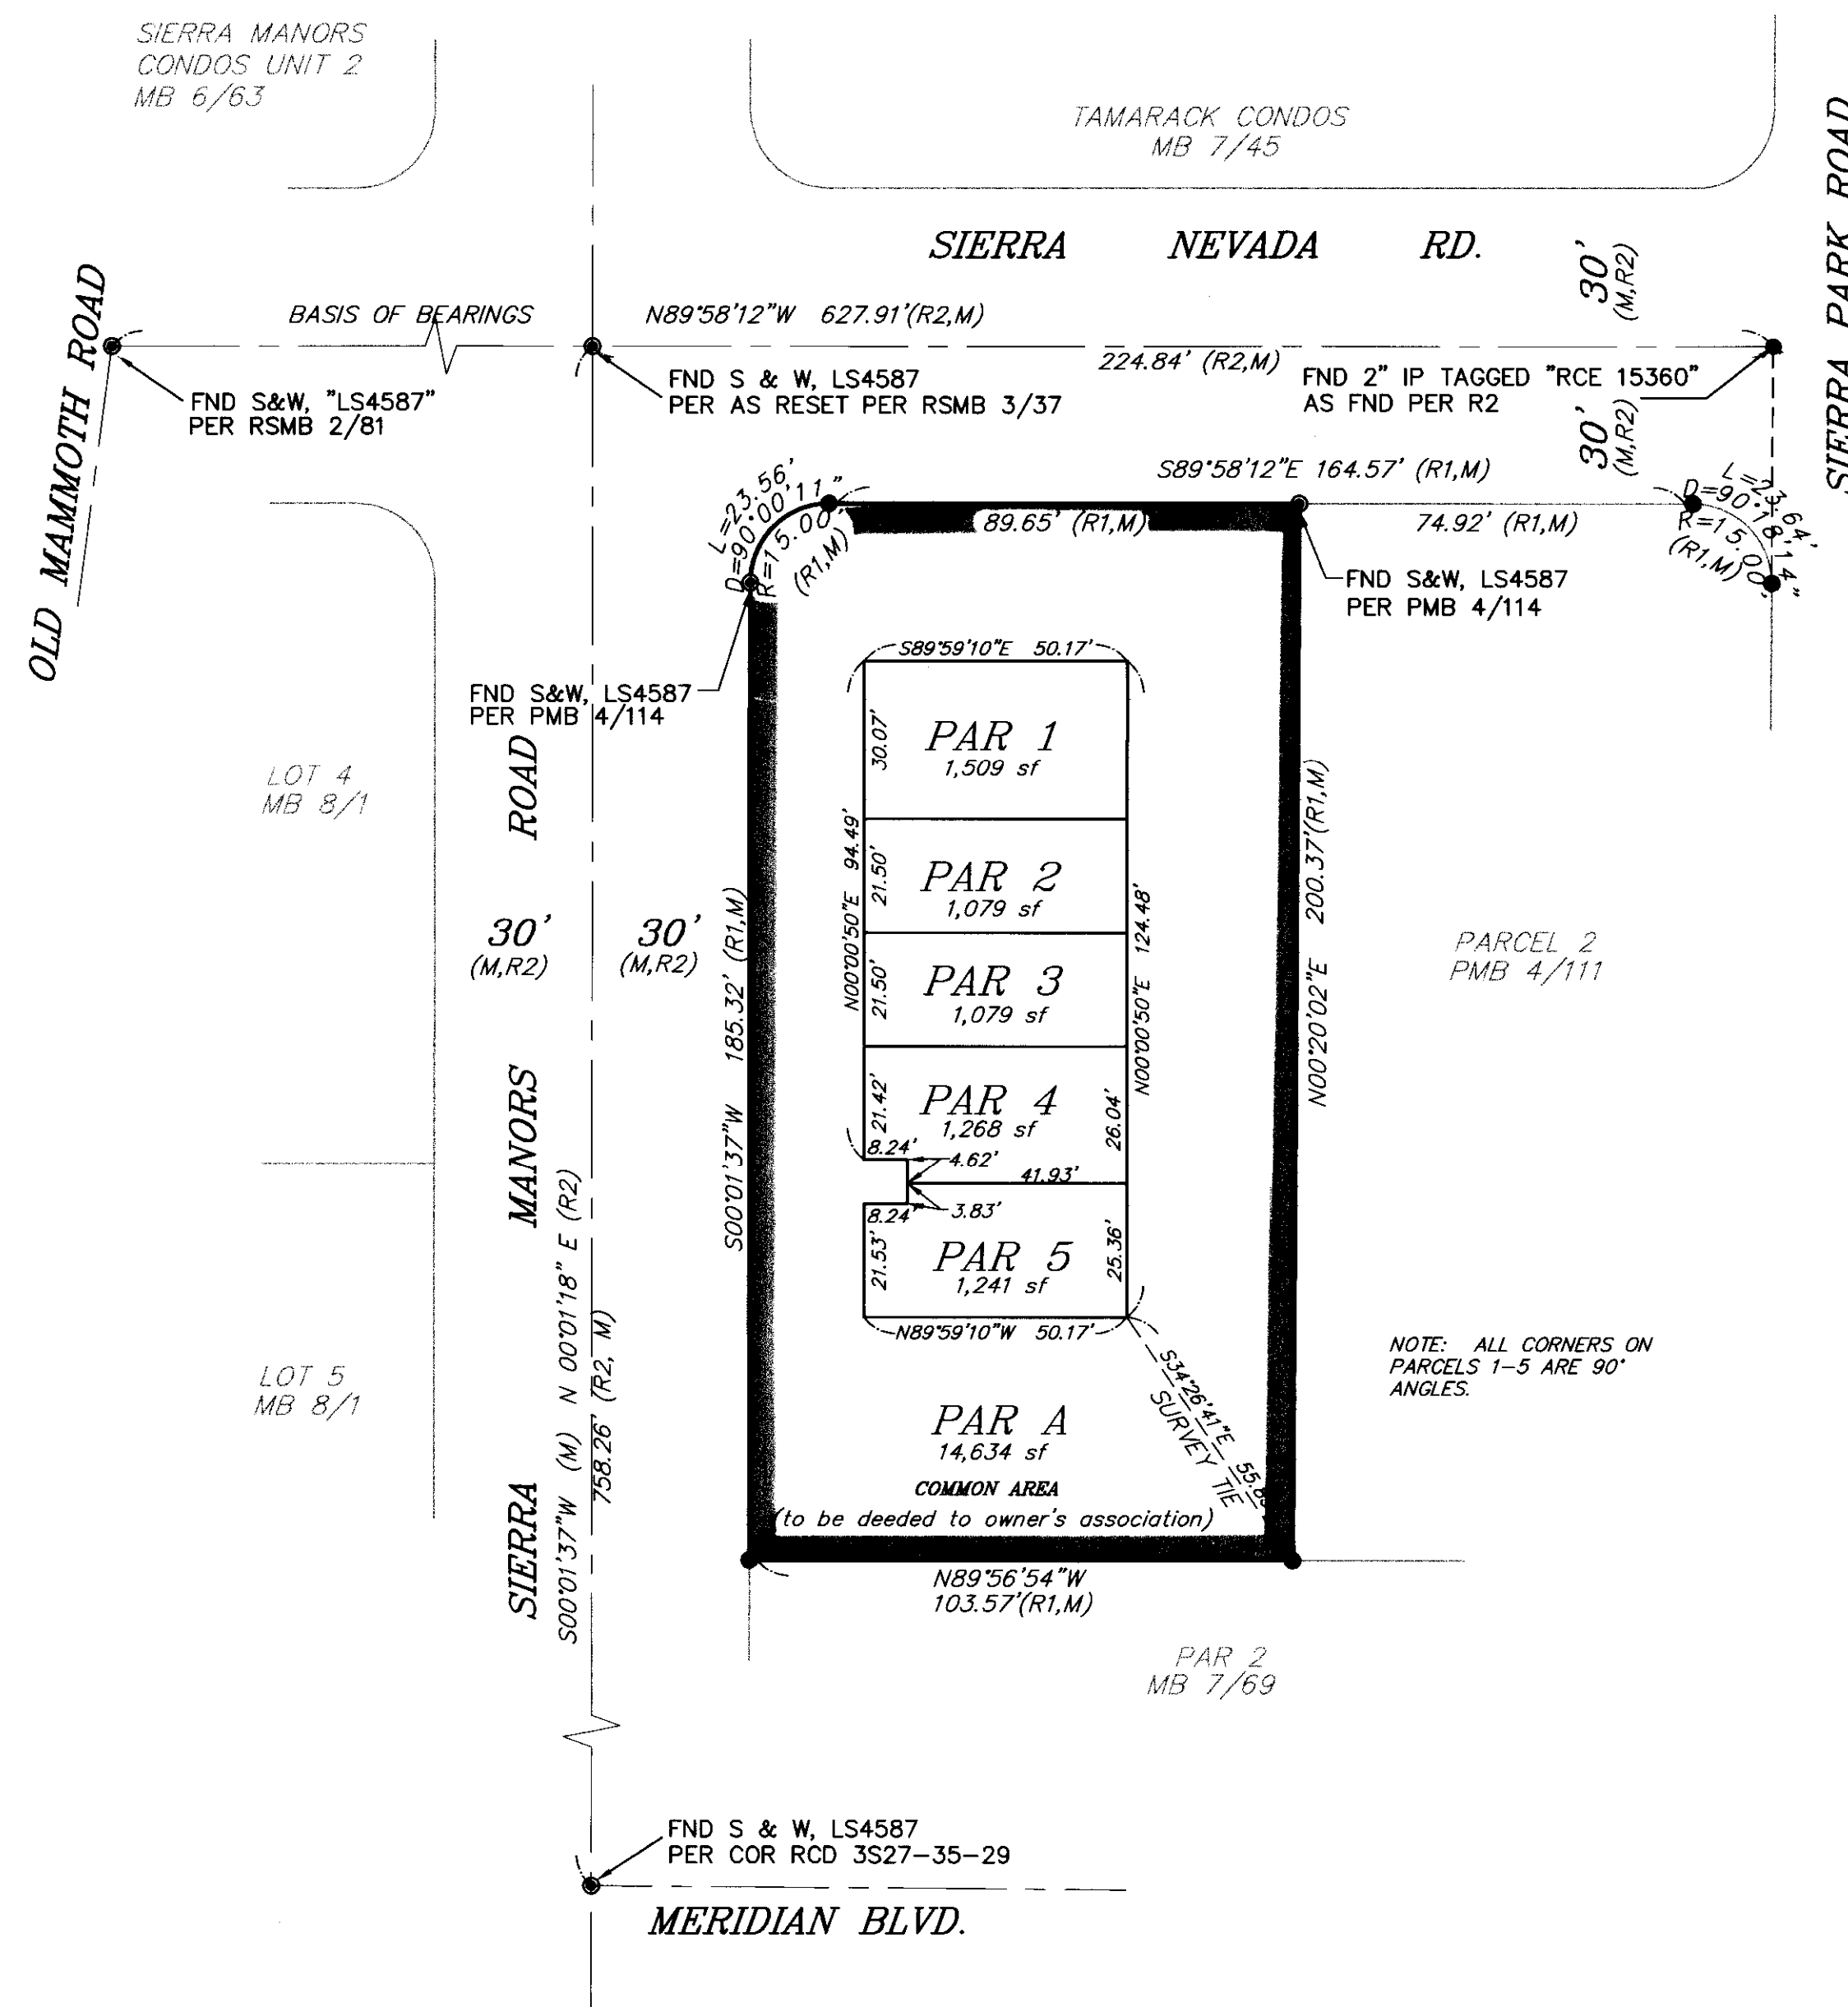 SIERRA MANORS
CONDOS UNIT 2
MB 6/63
TAMARACK CONDOS
MB 7/45
SIERRA PARK ROAD
SIERRA NEVADA RD.
30'
(M,R2)
OLD MAMMOTH ROAD
BASIS OF BEARINGS
N89°58'12"W 627.91'(R2,M)
224.84' (R2,M)
FND S&W, "LS4587"
PER RSMB 2/81
FND S & W, LS4587
PER AS RESET PER RSMB 3/37
FND 2" IP TAGGED "RCE 15360"
AS FND PER R2
30'
(M,R2)
S89°58'12"E 164.57' (R1,M)
L=23.56'
D=90°00'11"
R=15.00'
(R1,M)
89.65' (R1,M)
74.92' (R1,M)
L=23.64'
D=90°18'14"
R=15.00'
(R1,M)
FND S&W, LS4587
PER PMB 4/114
FND S&W, LS4587
PER PMB 4/114
S89°59'10"E 50.17'
30.07'
PAR 1
1,509 sf
LOT 4
MB 8/1
N00°00'50"E 94.49'
21.50'
PAR 2
1,079 sf
21.50'
PAR 3
1,079 sf
N00°00'50"E 124.48'
N00°20'02"E 200.37'(R1,M)
S00°01'37"W 185.32' (R1,M)
30'
(M,R2)
30'
(M,R2)
PARCEL 2
PMB 4/111
21.42'
PAR 4
1,268 sf
26.04'
8.24'
4.62'
41.93'
8.24'
3.83'
21.53'
PAR 5
1,241 sf
25.36'
N89°59'10"W 50.17'
SIERRA MANORS ROAD
S00°01'37"W (M) N 00°01'18" E (R2)
758.26' (R2, M)
LOT 5
MB 8/1
S34°26'41"E
SURVEY TIE
NOTE: ALL CORNERS ON
PARCELS 1-5 ARE 90°
ANGLES.
PAR A
14,634 sf
COMMON AREA
(to be deeded to owner's association)
N89°56'54"W
103.57'(R1,M)
PAR 2
MB 7/69
FND S & W, LS4587
PER COR RCD 3S27-35-29
MERIDIAN BLVD.